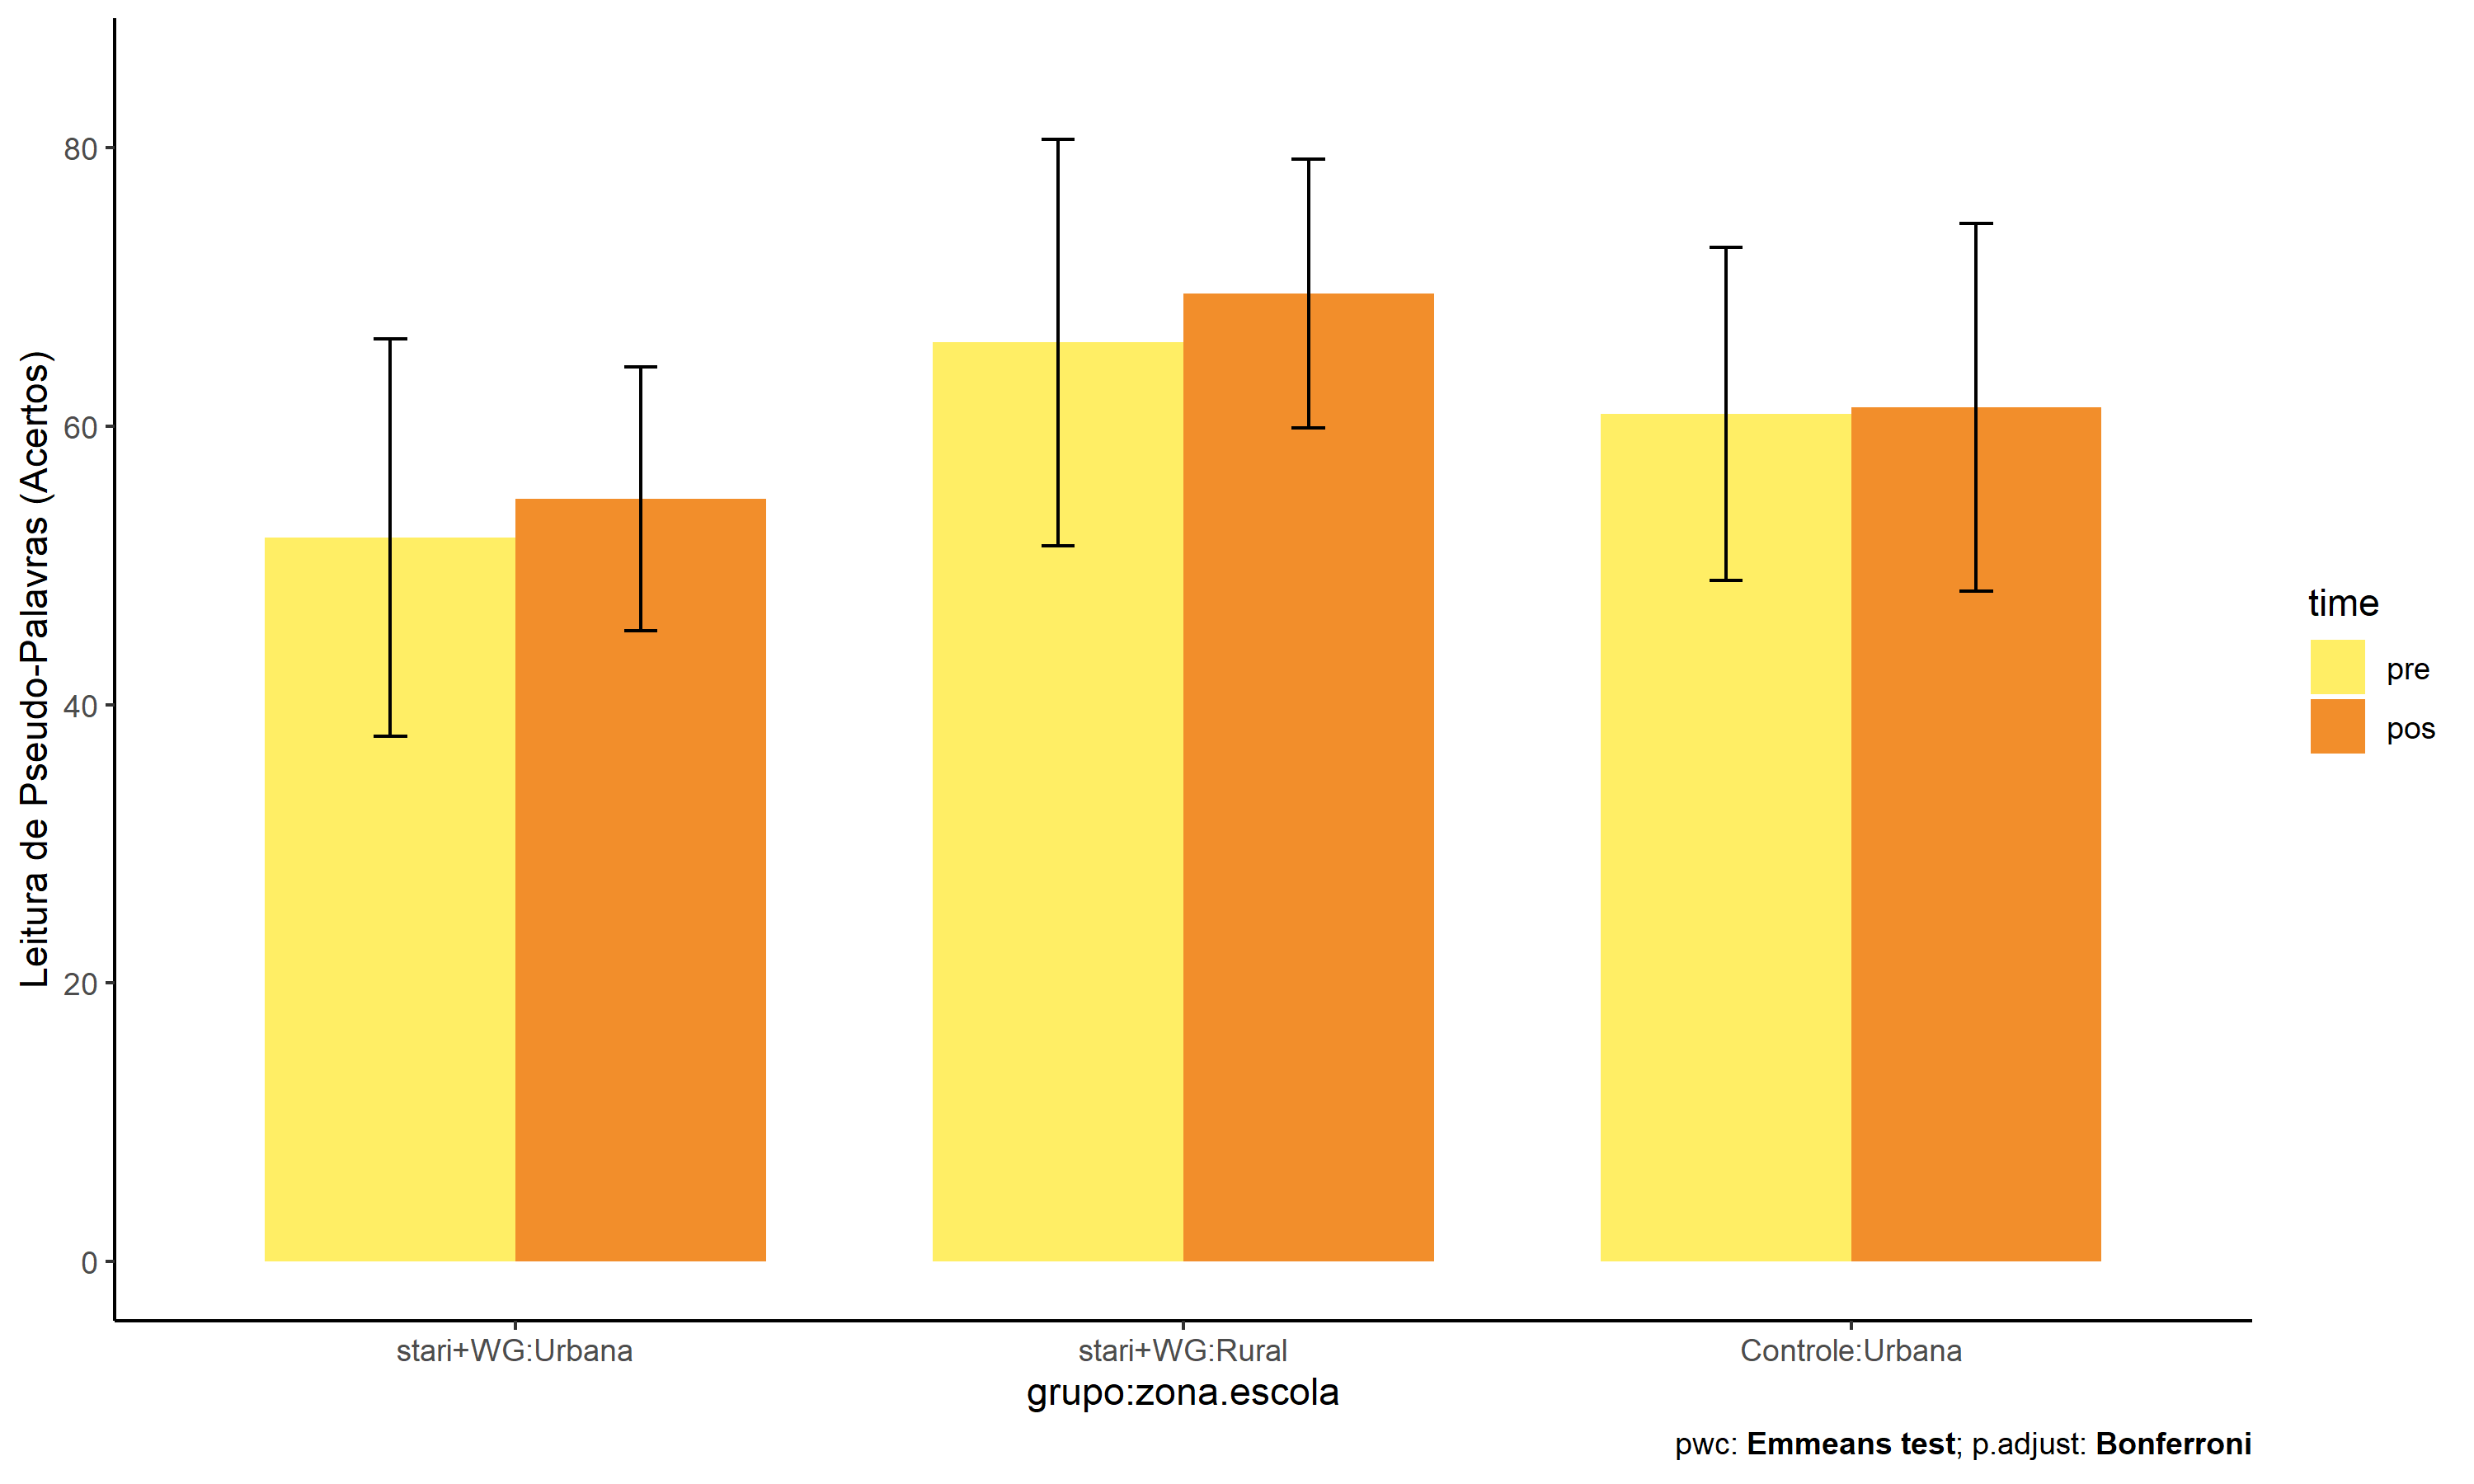 Leitura de Pseudo-Palavras (Acertos)
80
60
40
20
0
stari+WG:Urbana
stari+WG:Rural
Controle:Urbana
grupo:zona.escola
time
pre
pos
pwc: Emmeans test; p.adjust: Bonferroni